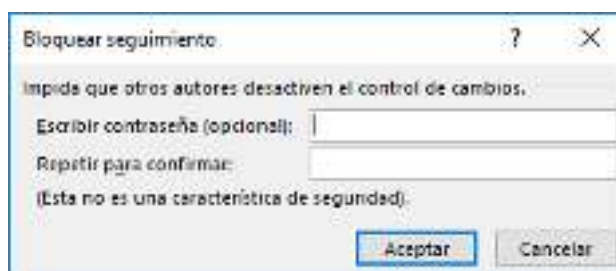 Bloquear seguimiento
?
Impida que otros autores desactiven el control de cambios.
Escribir contraseña (opcional):
Repetir para confirmar:
(Esta no es una característica de seguridad).
Aceptar Cancelar